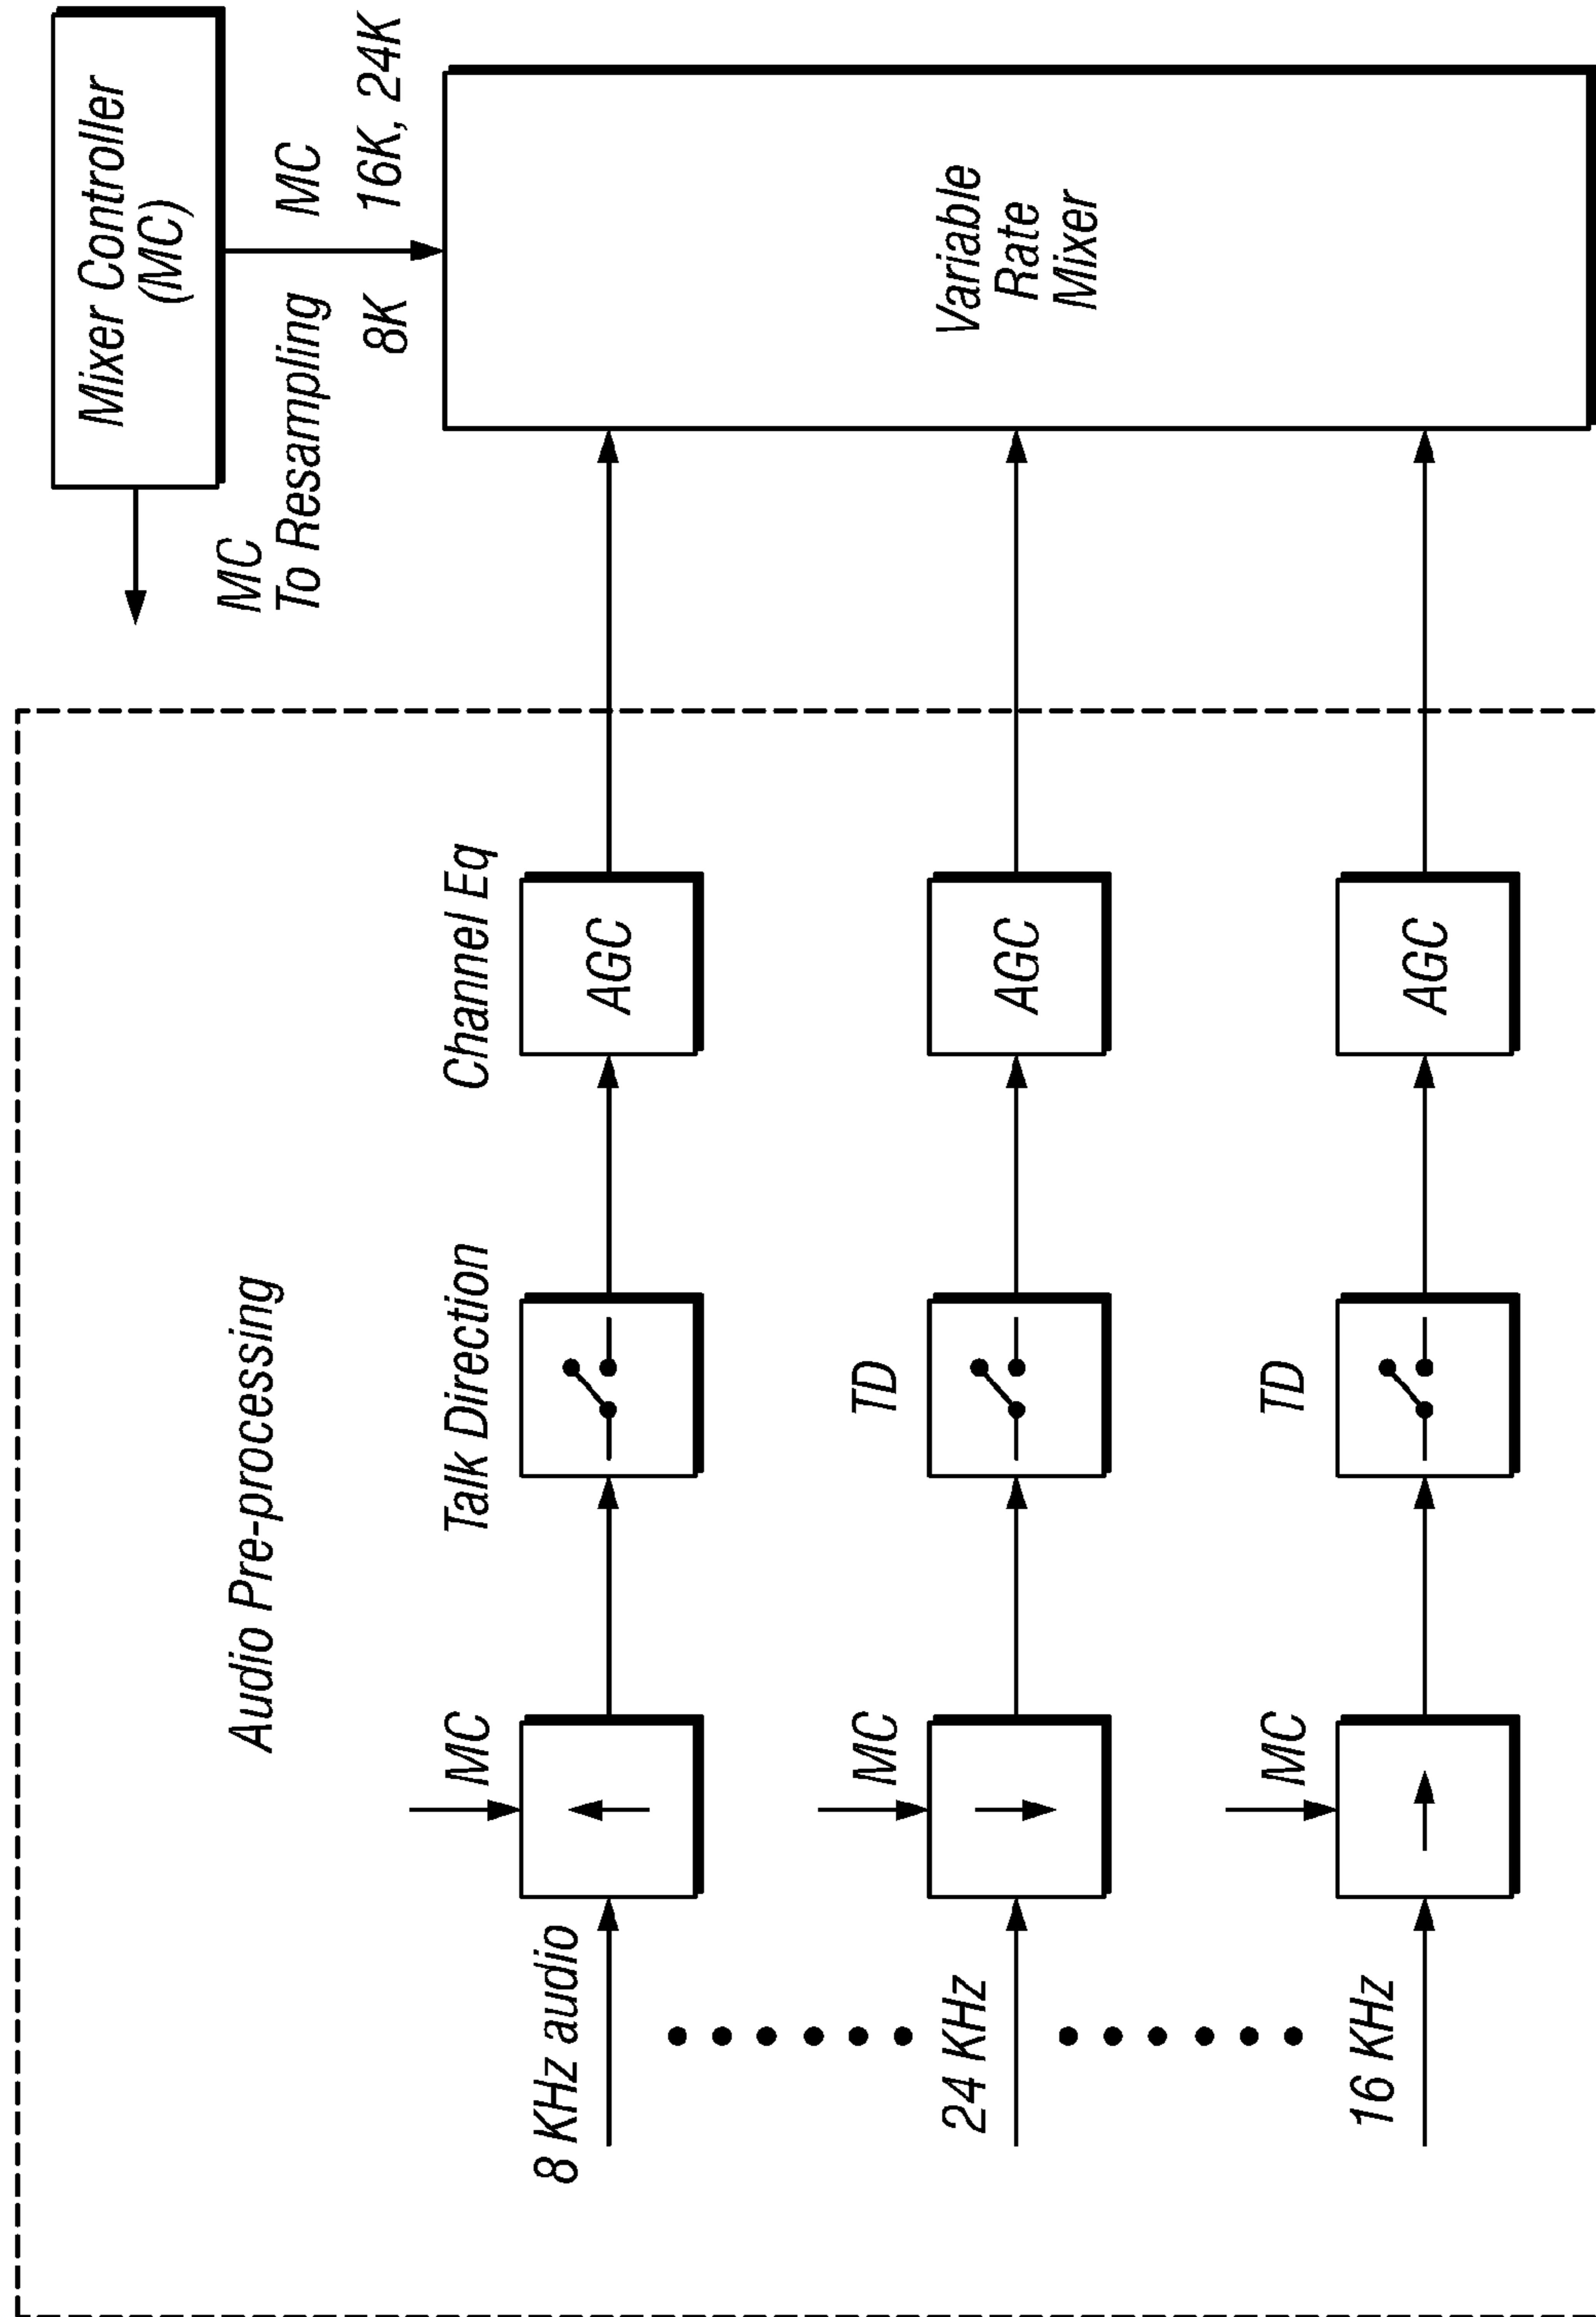 Audio Pre-processing
Mixer Controller
(MC)
MC
To Resampling
MC
8K
16K, 24K
8 KHz audio
MC
Talk Direction
Channel Eq
AGC
24 KHz
MC
TD
AGC
16 KHz
MC
TD
AGC
Variable
Rate
Mixer